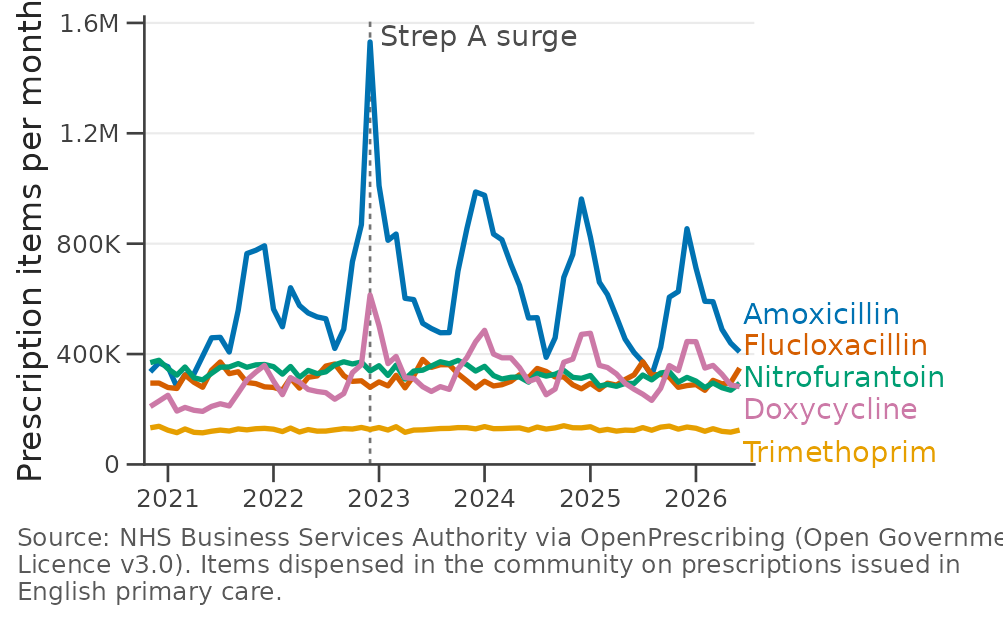 Prescription items per month
1.6M
1.2M
800K
400K
0
Strep A surge
Amoxicillin
Flucloxacillin
Nitrofurantoin
Doxycycline
Trimethoprim
2021 2022 2023 2024 2025 2026
Source: NHS Business Services Authority via OpenPrescribing (Open Governme
Licence v3.0). Items dispensed in the community on prescriptions issued in
English primary care.